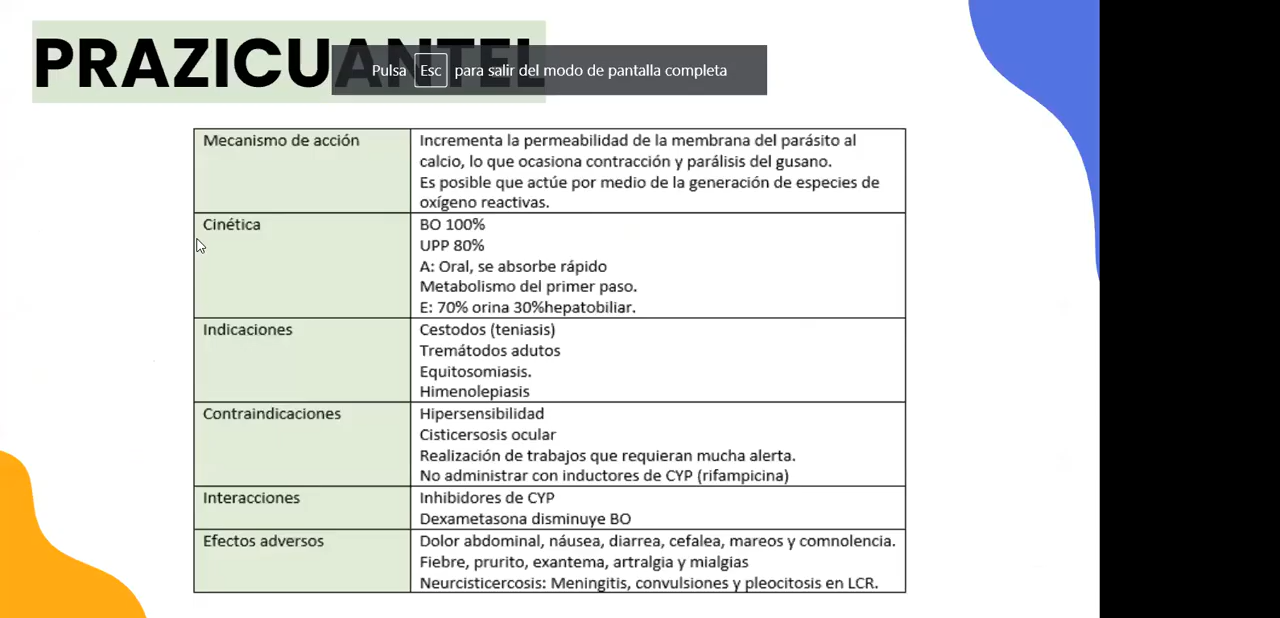 PRAZICUANTEL
Pulsa Esc para salir del modo de pantalla completa
Mecanismo de acción
Incrementa la permeabilidad de la membrana del parásito al
calcio, lo que ocasiona contracción y parálisis del gusano.
Es posible que actúe por medio de la generación de especies de
oxígeno reactivas.
Cinética
BO 100%
UPP 80%
A: Oral, se absorbe rápido
Metabolismo del primer paso.
E: 70% orina 30%hepatobiliar.
Indicaciones
Cestodos (teniasis)
Tremátodos adutos
Equitosomiasis.
Himenolepiasis
Contraindicaciones
Hipersensibilidad
Cisticersosis ocular
Realización de trabajos que requieran mucha alerta.
No administrar con inductores de CYP (rifampicina)
Interacciones
Inhibidores de CYP
Dexametasona disminuye BO
Efectos adversos
Dolor abdominal, náusea, diarrea, cefalea, mareos y comnolencia.
Fiebre, prurito, exantema, artralgia y mialgias
Neurcisticercosis: Meningitis, convulsiones y pleocitosis en LCR.